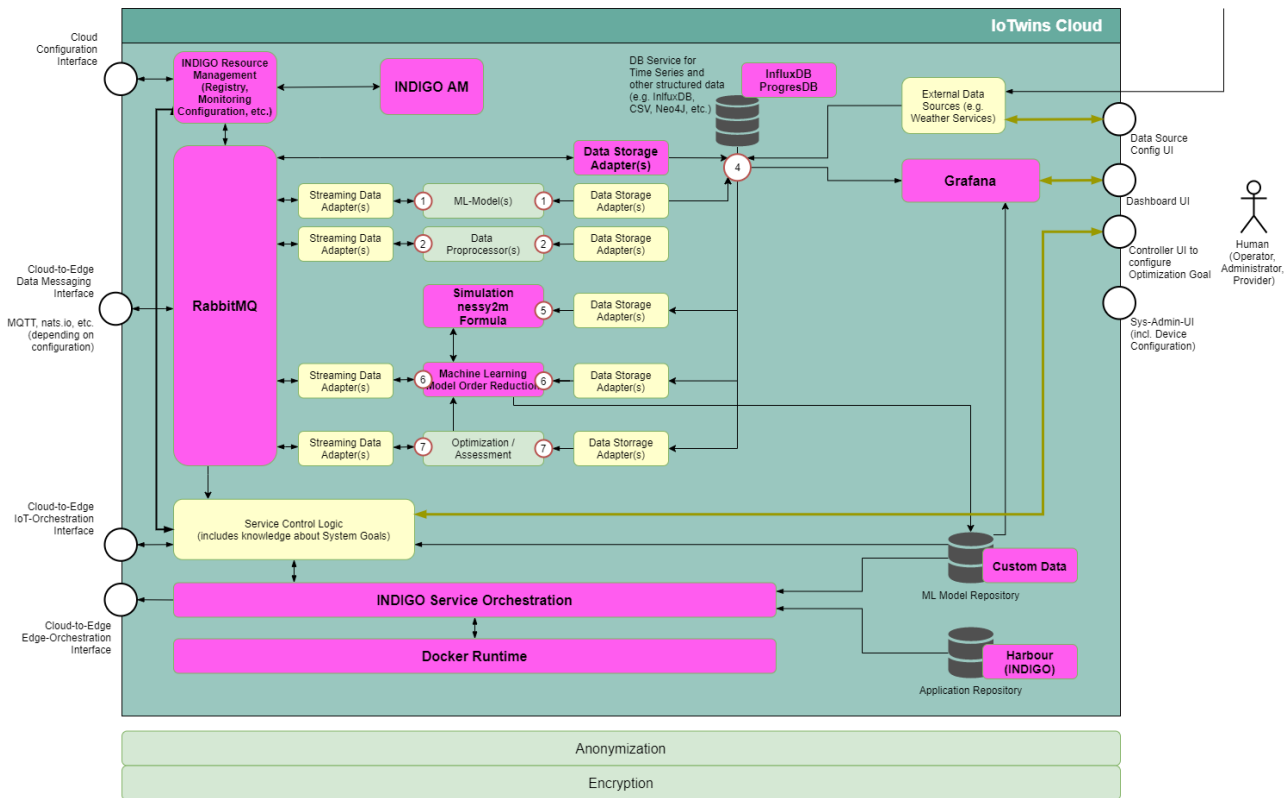 IoTwins Cloud
Cloud
Configuration
Interface
INDIGO Resource
Management
(Registry,
Monitoring
Configuration, etc.)
INDIGO AM
DB Service for
Time Series and
other structured data
(e.g. InlfuxDB,
CSV, Neo4J, etc.)
InfluxDB
ProgresDB
External Data
Sources (e.g.
Weather Services)
Data Source
Config UI
Data Storage
Adapter(s)
4
Grafana
Dashboard UI
Streaming Data
Adapter(s)
1
ML-Model(s)
1
Data Storage
Adapter(s)
Streaming Data
Adapter(s)
2
Data
Proprocessor(s)
2
Data Storage
Adapter(s)
Controller UI to
configure
Optimization Goal
Human
(Operator,
Administrator,
Provider)
Cloud-to-Edge
Data Messaging
Interface
MQTT, nats.io, etc.
(depending on
configuration)
RabbitMQ
Simulation
nessy2m
Formula
5
Data Storage
Adapter(s)
Sys-Admin-UI
(incl. Device
Configuration)
Streaming Data
Adapter(s)
6
Machine Learning
Model Order Reduction
6
Data Storage
Adapter(s)
Streaming Data
Adapter(s)
7
Optimization /
Assessment
7
Data Storrage
Adapter(s)
Cloud-to-Edge
IoT-Orchestration
Interface
Service Control Logic
(includes knowledge about System Goals)
Custom Data
ML Model Repository
INDIGO Service Orchestration
Cloud-to-Edge
Edge-Orchestration
Interface
Docker Runtime
Harbour
(INDIGO)
Application Repository
Anonymization
Encryption